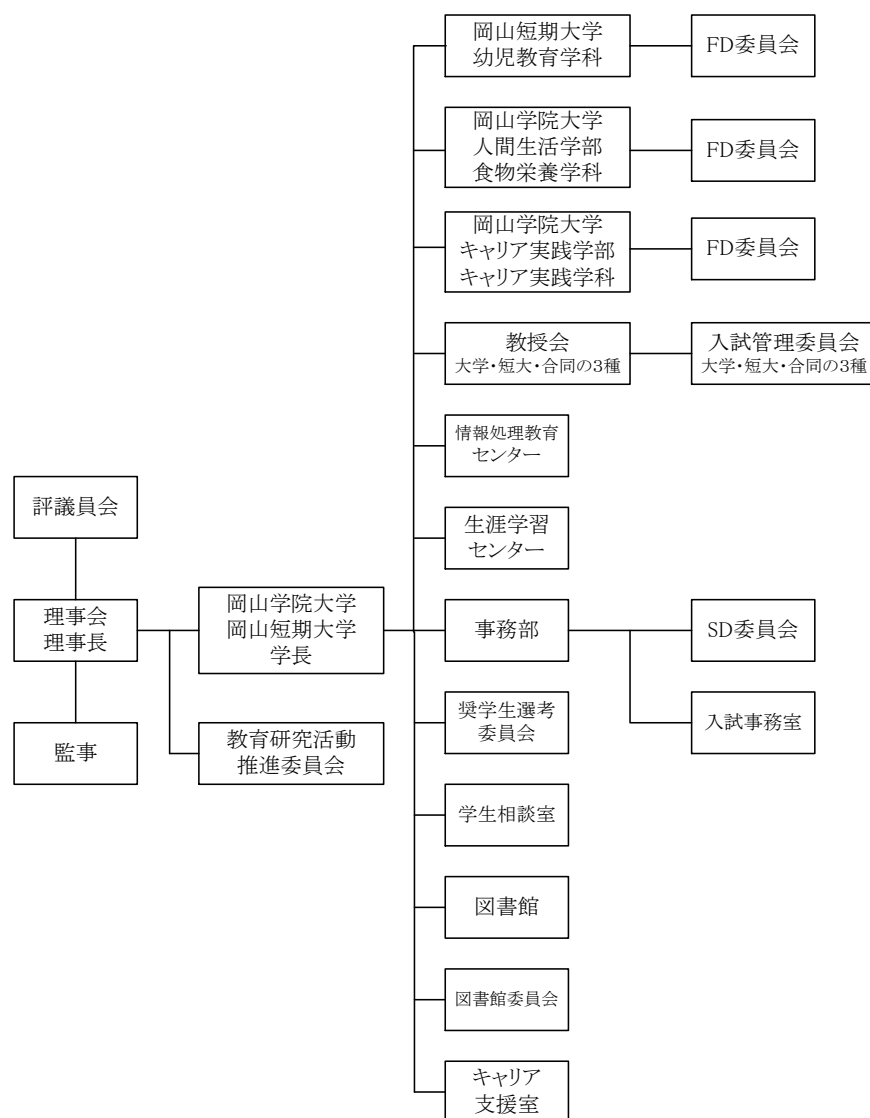 岡山短期大学
幼児教育学科
FD委員会
岡山学院大学
人間生活学部
食物栄養学科
FD委員会
岡山学院大学
キャリア実践学部
キャリア実践学科
FD委員会
教授会
大学・短大・合同の3種
入試管理委員会
大学・短大・合同の3種
情報処理教育
センター
評議員会
生涯学習
センター
理事会
理事長
岡山学院大学
岡山短期大学
学長
事務部
SD委員会
監事
教育研究活動
推進委員会
奨学生選考
委員会
入試事務室
学生相談室
図書館
図書館委員会
キャリア
支援室